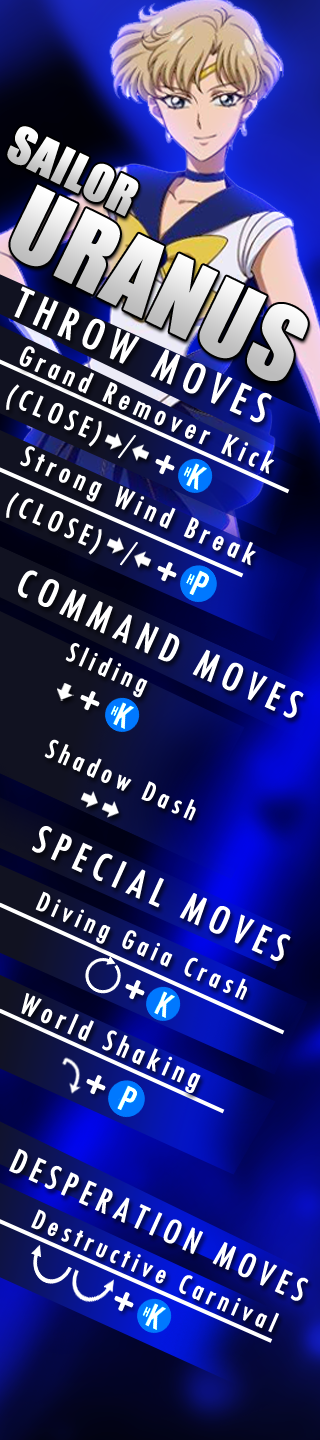 SAILOR
URANUS
THROW MOVES
Grand Remover Kick
(CLOSE)➔/← + HK
Strong Wind Break
(CLOSE)➔/← + HP
COMMAND MOVES
Sliding
↓ + HK
Shadow Dash
➔➔
SPECIAL MOVES
Diving Gaia Crash
+ K
World Shaking
+ P
DESPERATION MOVES
Destructive Carnival
+ HK